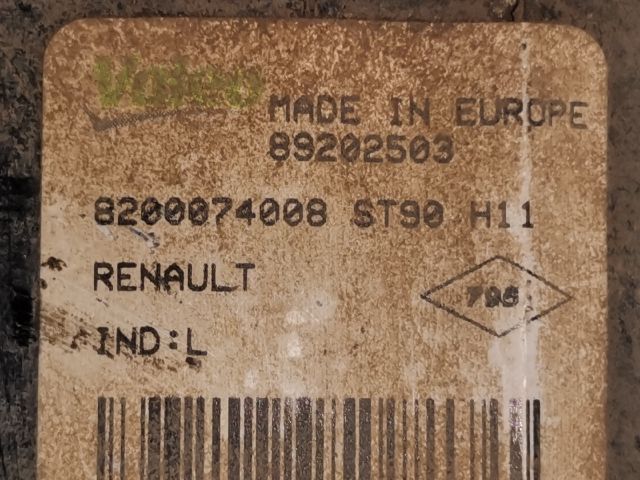 Valeo
MADE IN EUROPE
89202503
8200074008 ST90 H11
RENAULT
796
IND:L